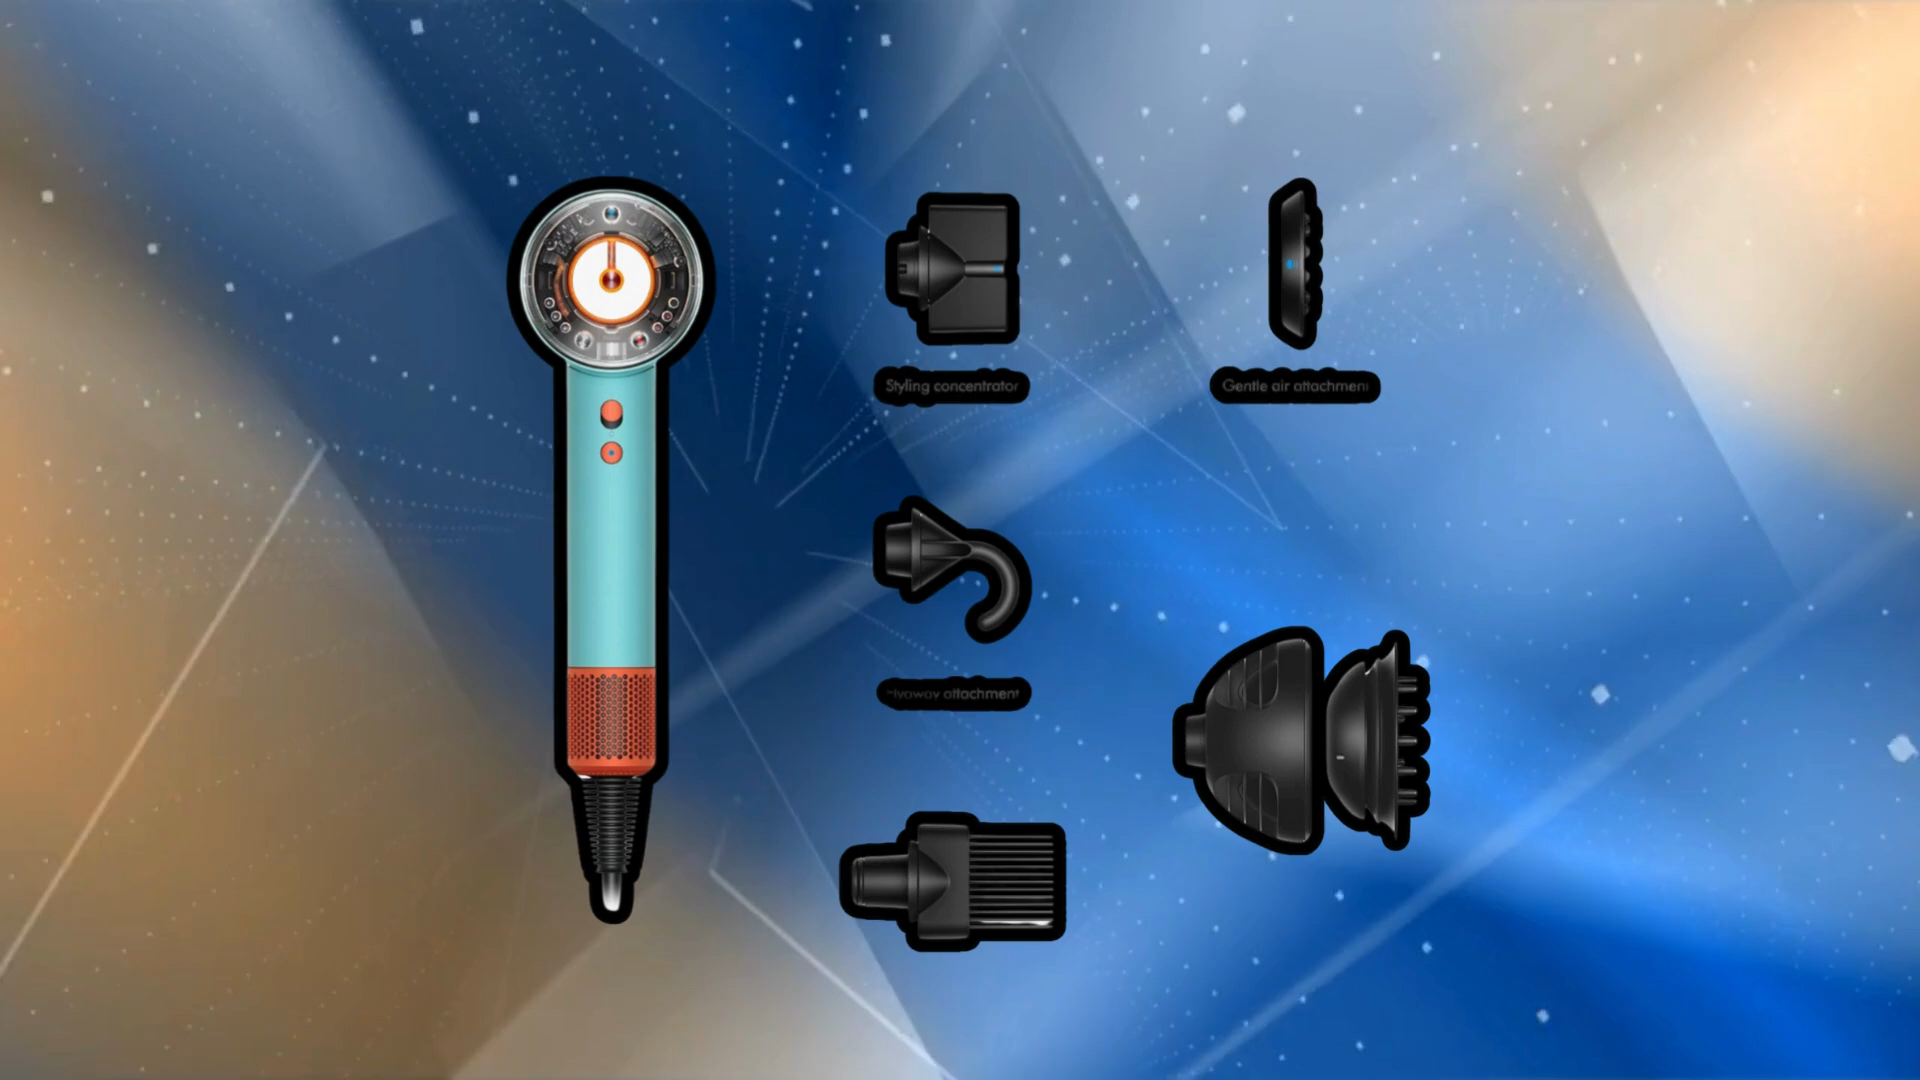 Styling concentrator
Gentle air attachment
attachment